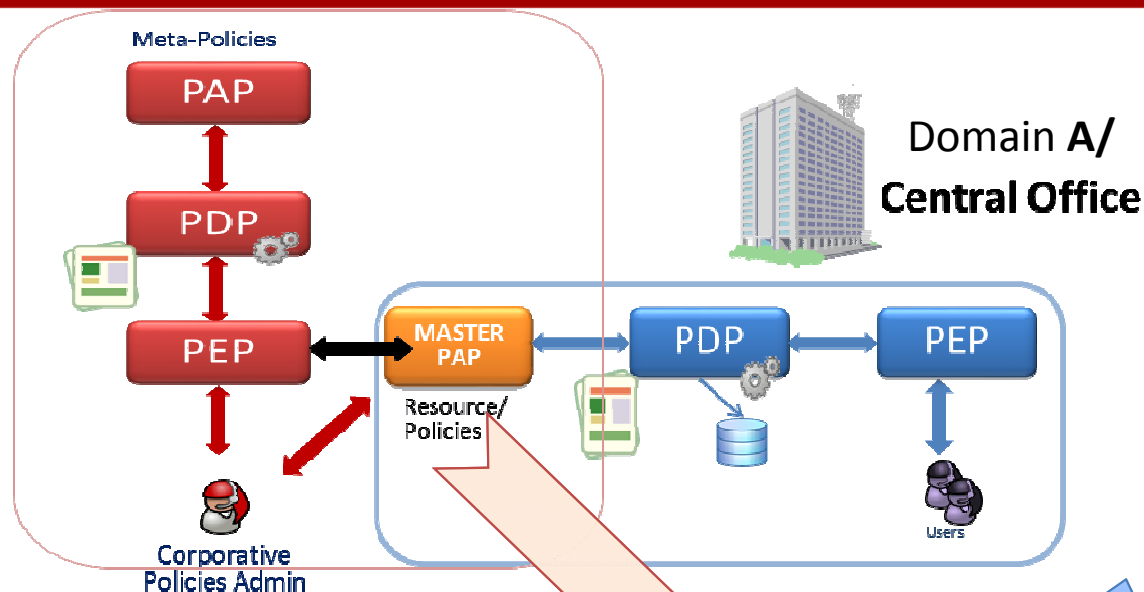 Meta-Policies
PAP
Domain A/
Central Office
PDP
PEP
MASTER
PAP
PDP
PEP
Resource/
Policies
Users
Corporative
Policies Admin